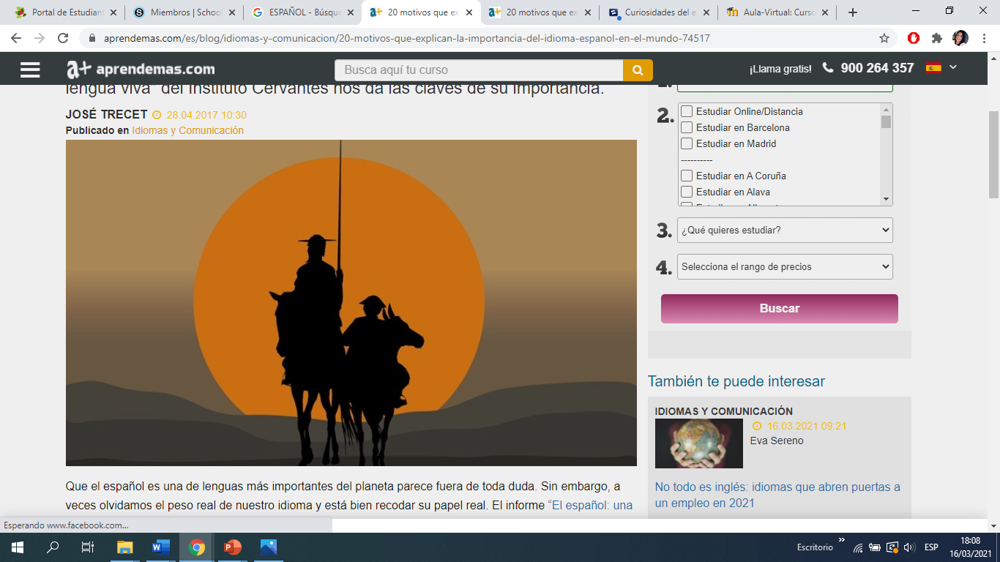 Portal de Estudiant
Miembros | School
ESPAÑOL - Búsque
20 motivos que ex
20 motivos que ex
Curiosidades del e
Aula-Virtual: Curso
aprendemas.com/es/blog/idiomas-y-comunicacion/20-motivos-que-explican-la-importancia-del-idioma-espanol-en-el-mundo-74517
a+ aprendemas.com
Busca aquí tu curso
¡Llama gratis! 900 264 357
lengua viva" del Instituto Cervantes nos da las claves de su importancia.
JOSÉ TRECET 28.04.2017 10:30
Publicado en Idiomas y Comunicación
Que el español es una de lenguas más importantes del planeta parece fuera de toda duda. Sin embargo, a
veces olvidamos el peso real de nuestro idioma y está bien recodar su papel real. El informe “El español: una
1.
2.
Estudiar Online/Distancia
Estudiar en Barcelona
Estudiar en Madrid
----------
Estudiar en A Coruña
Estudiar en Alava
3. ¿Qué quieres estudiar?
4. Selecciona el rango de precios
Buscar
También te puede interesar
IDIOMAS Y COMUNICACIÓN
16.03.2021 09:21
Eva Sereno
No todo es inglés: idiomas que abren puertas a
un empleo en 2021
Esperando www.facebook.com...
Escritorio
ESP
18:08
16/03/2021